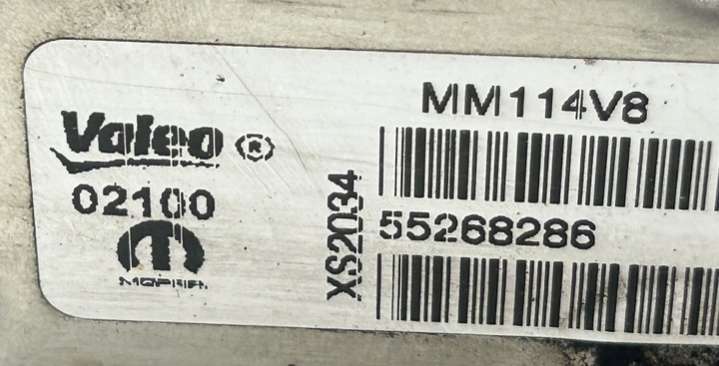 MM114V8
Valeo ®
02100
MOPAR
XS2034
55268286